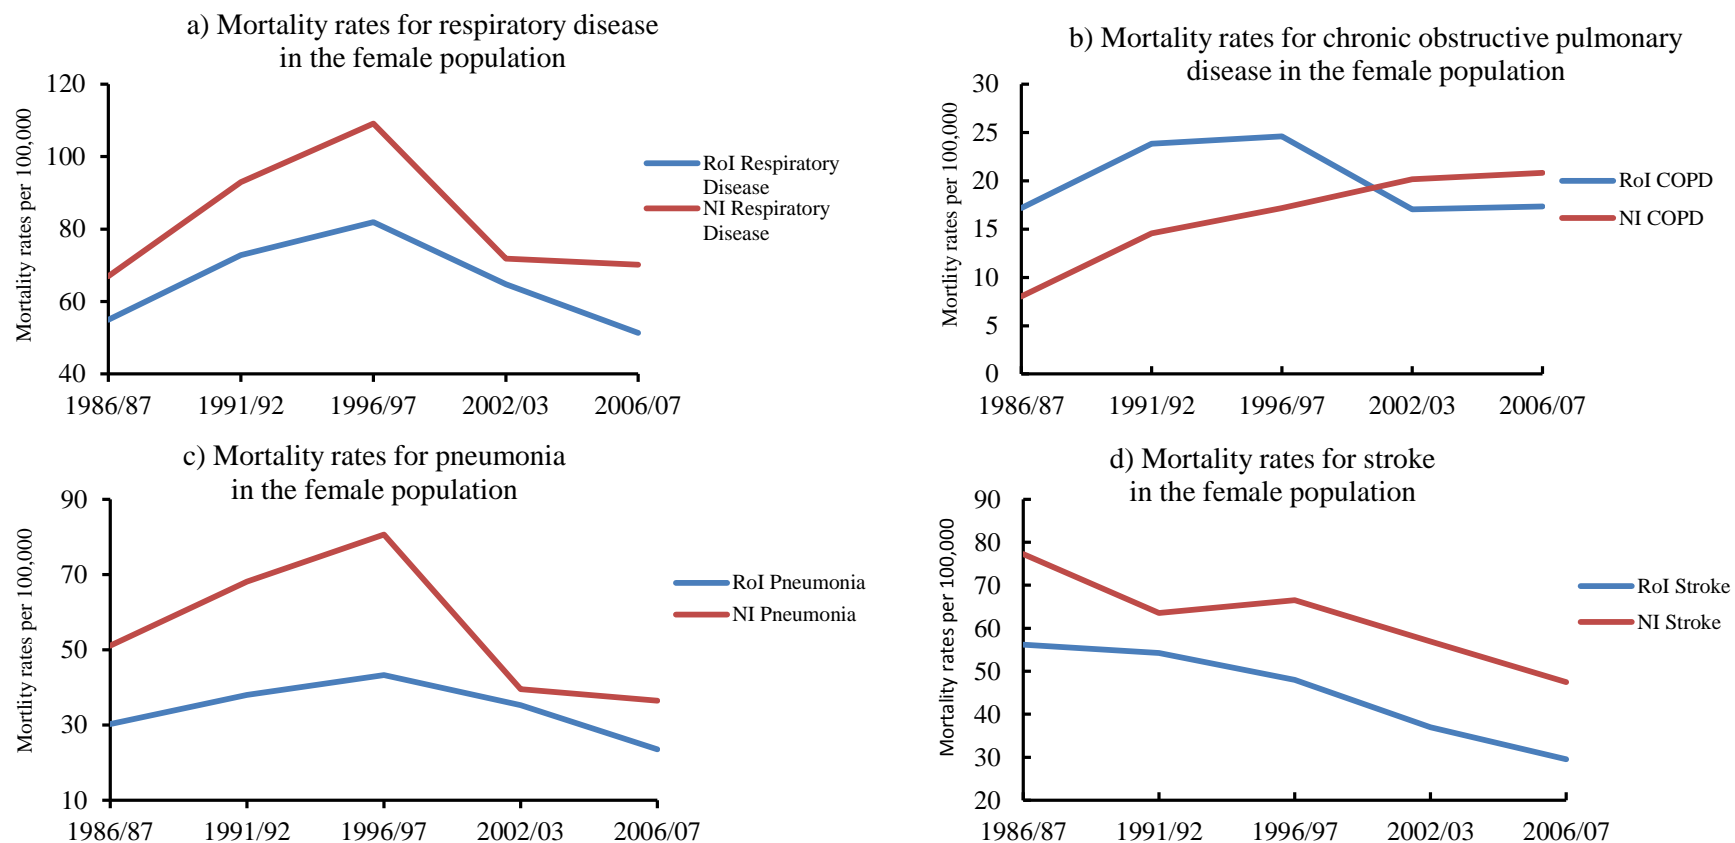 a) Mortality rates for respiratory disease
in the female population
Mortality rates per 100,000
120
100
80
60
40
1986/87 1991/92 1996/97 2002/03 2006/07
RoI Respiratory
Disease
NI Respiratory
Disease
b) Mortality rates for chronic obstructive pulmonary
disease in the female population
Mortlity rates per 100,000
30
25
20
15
10
5
0
1986/87 1991/92 1996/97 2002/03 2006/07
RoI COPD
NI COPD
c) Mortality rates for pneumonia
in the female population
Mortlity rates per 100,000
90
70
50
30
10
1986/87 1991/92 1996/97 2002/03 2006/07
RoI Pneumonia
NI Pneumonia
d) Mortality rates for stroke
in the female population
Mortality rates per 100,000
90
80
70
60
50
40
30
20
1986/87 1991/92 1996/97 2002/03 2006/07
RoI Stroke
NI Stroke